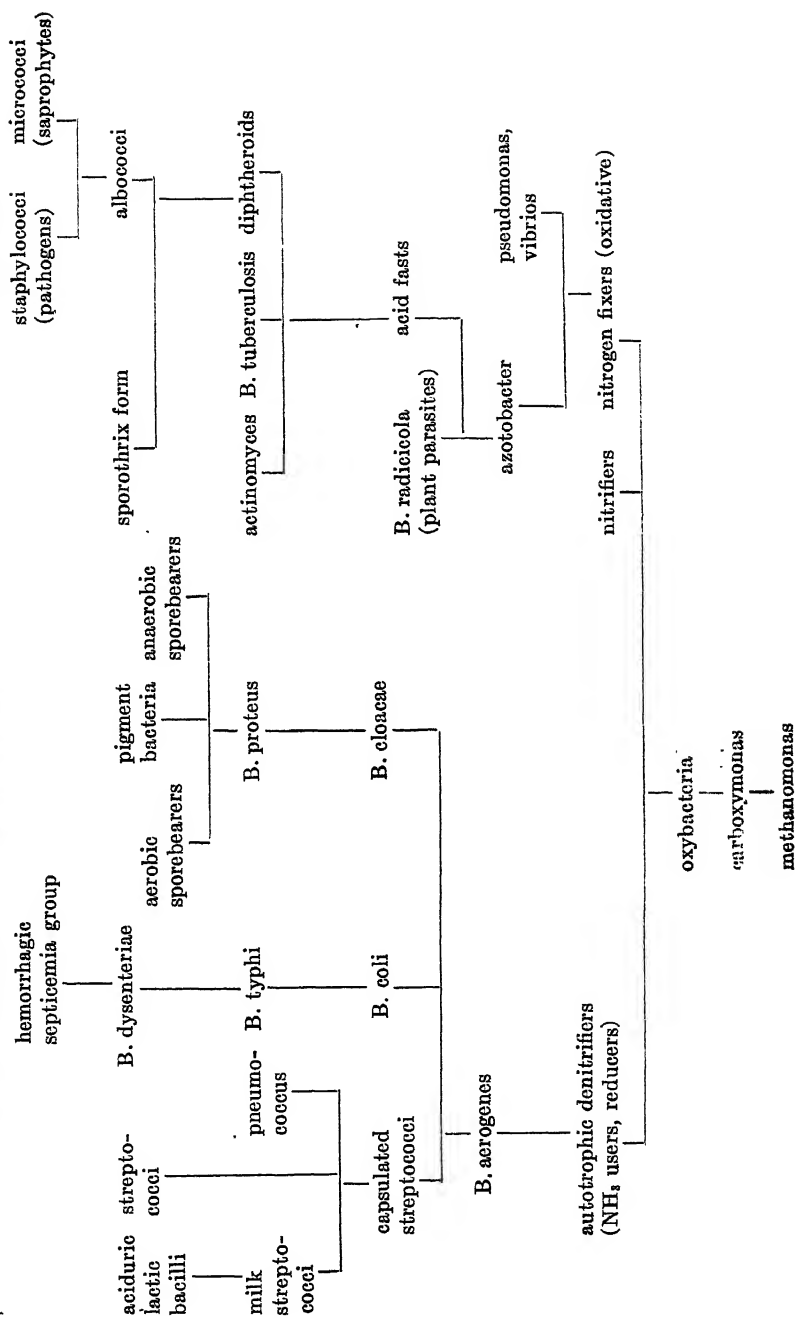 hemorrhagic
septicemia group
staphylococci
(pathogens)
micrococci
(saprophytes)
aciduric
lactic
bacilli
strepto-
cocci
B. dysenteriae
aerobic
sporebearers
pigment
bacteria
anaerobic
sporebearers
sporothrix form
albococci
milk
strepto-
cocci
pneumo-
coccus
B. typhi
B. proteus
actinomyces
B. tuberculosis
diphtheroids
capsulated
streptococci
B. coli
B. cloacae
B. radicicola
(plant parasites)
acid fasts
B. aerogenes
azotobacter
pseudomonas,
vibrios
autotrophic denitrifiers
(NH₃ users, reducers)
nitrifiers
nitrogen fixers (oxidative)
oxybacteria
carboxymonas
methanomonas